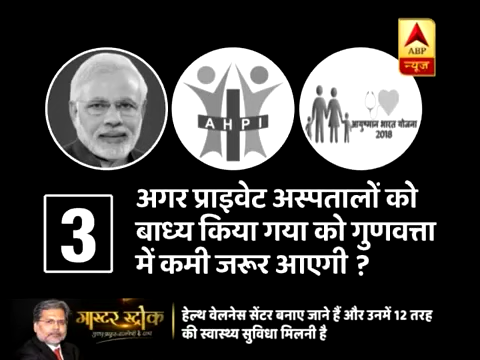 ABP
न्यूज़
AHPI
आयुष्मान भारत योजना
2018
3
अगर प्राइवेट अस्पतालों को
बाध्य किया गया को गुणवत्ता
में कमी जरूर आएगी ?
मास्टर स्ट्रोक
हेल्थ वेलनेस सेंटर बनाए जाने हैं और उनमें 12 तरह
की स्वास्थ्य सुविधा मिलनी है